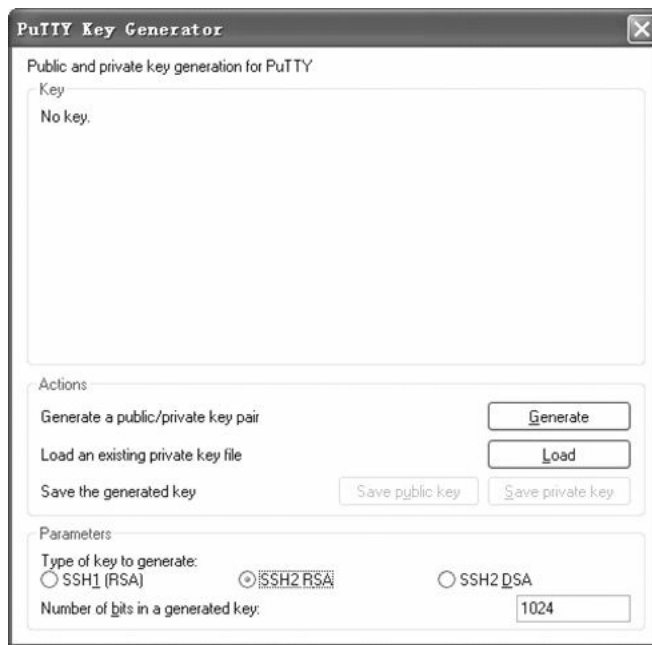 PuTTY Key Generator
Public and private key generation for PuTTY
Key
No key.
Actions
Generate a public/private key pair
Generate
Load an existing private key file
Load
Save the generated key
Save public key
Save private key
Parameters
Type of key to generate:
SSH1 (RSA)
SSH2 RSA
SSH2 DSA
Number of bits in a generated key:
1024